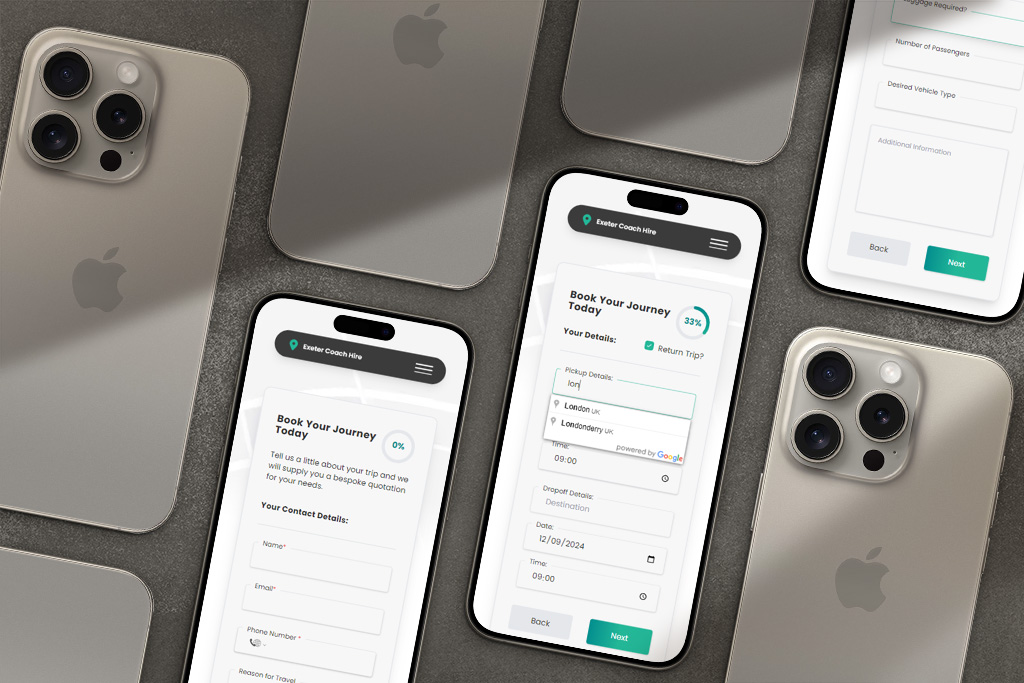 Exeter Coach Hire
Book Your Journey
Today
0%
Tell us a little about your trip and we
will supply you a bespoke quotation
for your needs.
Your Contact Details:
Name*
Email*
Phone Number *
Reason for Travel
Exeter Coach Hire
Book Your Journey
Today
33%
Your Details:
Return Trip?
Pickup Details:
lon
London UK
Londonderry UK
powered by Google
Time:
09:00
Dropoff Details:
Destination
Date:
12/09/2024
Time:
09:00
Back
Next
Luggage Required?
Number of Passengers
Desired Vehicle Type
Additional Information
Back
Next